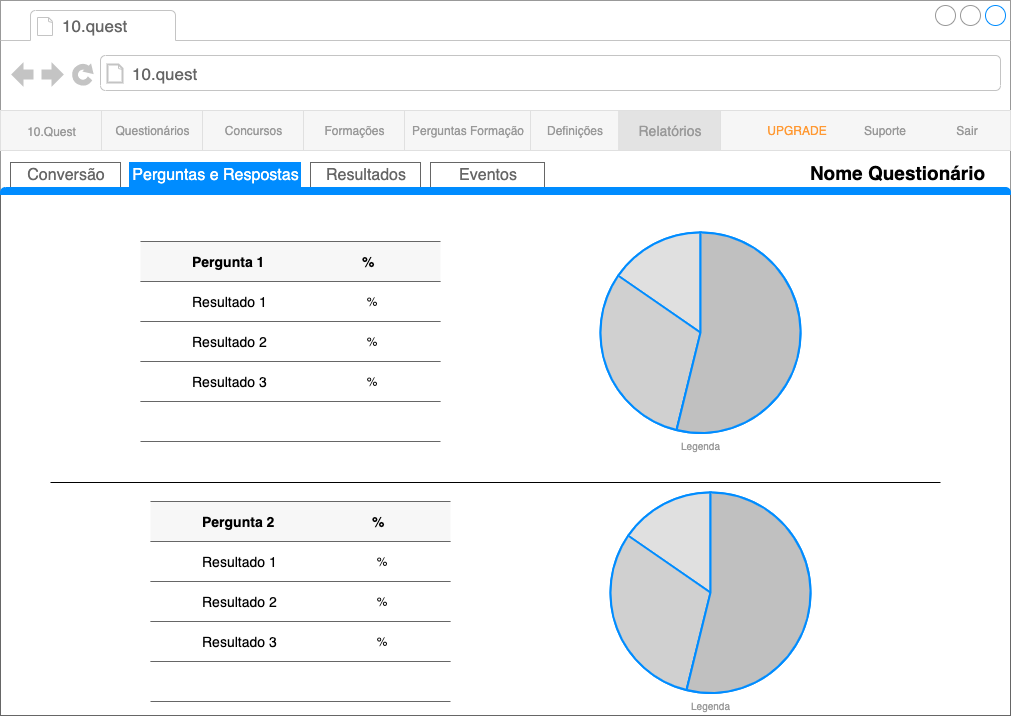 10.quest
10.quest
10.Quest Questionários Concursos Formações Perguntas Formação Definições Relatórios UPGRADE Suporte Sair
Conversão Perguntas e Respostas Resultados Eventos Nome Questionário
Pergunta 1 %
Resultado 1 %
Resultado 2 %
Resultado 3 %
Legenda
Pergunta 2 %
Resultado 1 %
Resultado 2 %
Resultado 3 %
Legenda